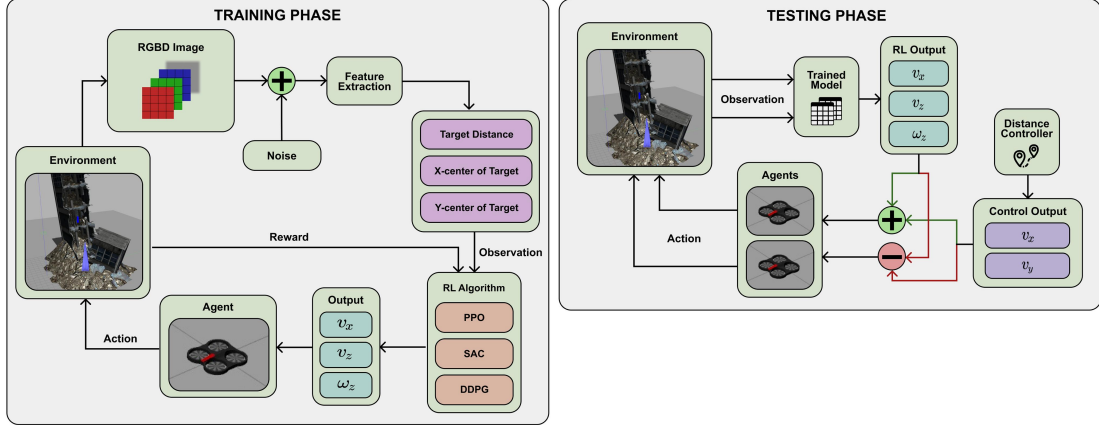 TRAINING PHASE
RGBD Image
Feature
Extraction
Noise
Environment
Target Distance
X-center of Target
Y-center of Target
Reward
Observation
RL Algorithm
PPO
SAC
DDPG
Output
v_x
v_z
ω_z
Agent
Action
TESTING PHASE
Environment
Observation
Trained
Model
RL Output
v_x
v_z
ω_z
Distance
Controller
Agents
Action
Control Output
v_x
v_y